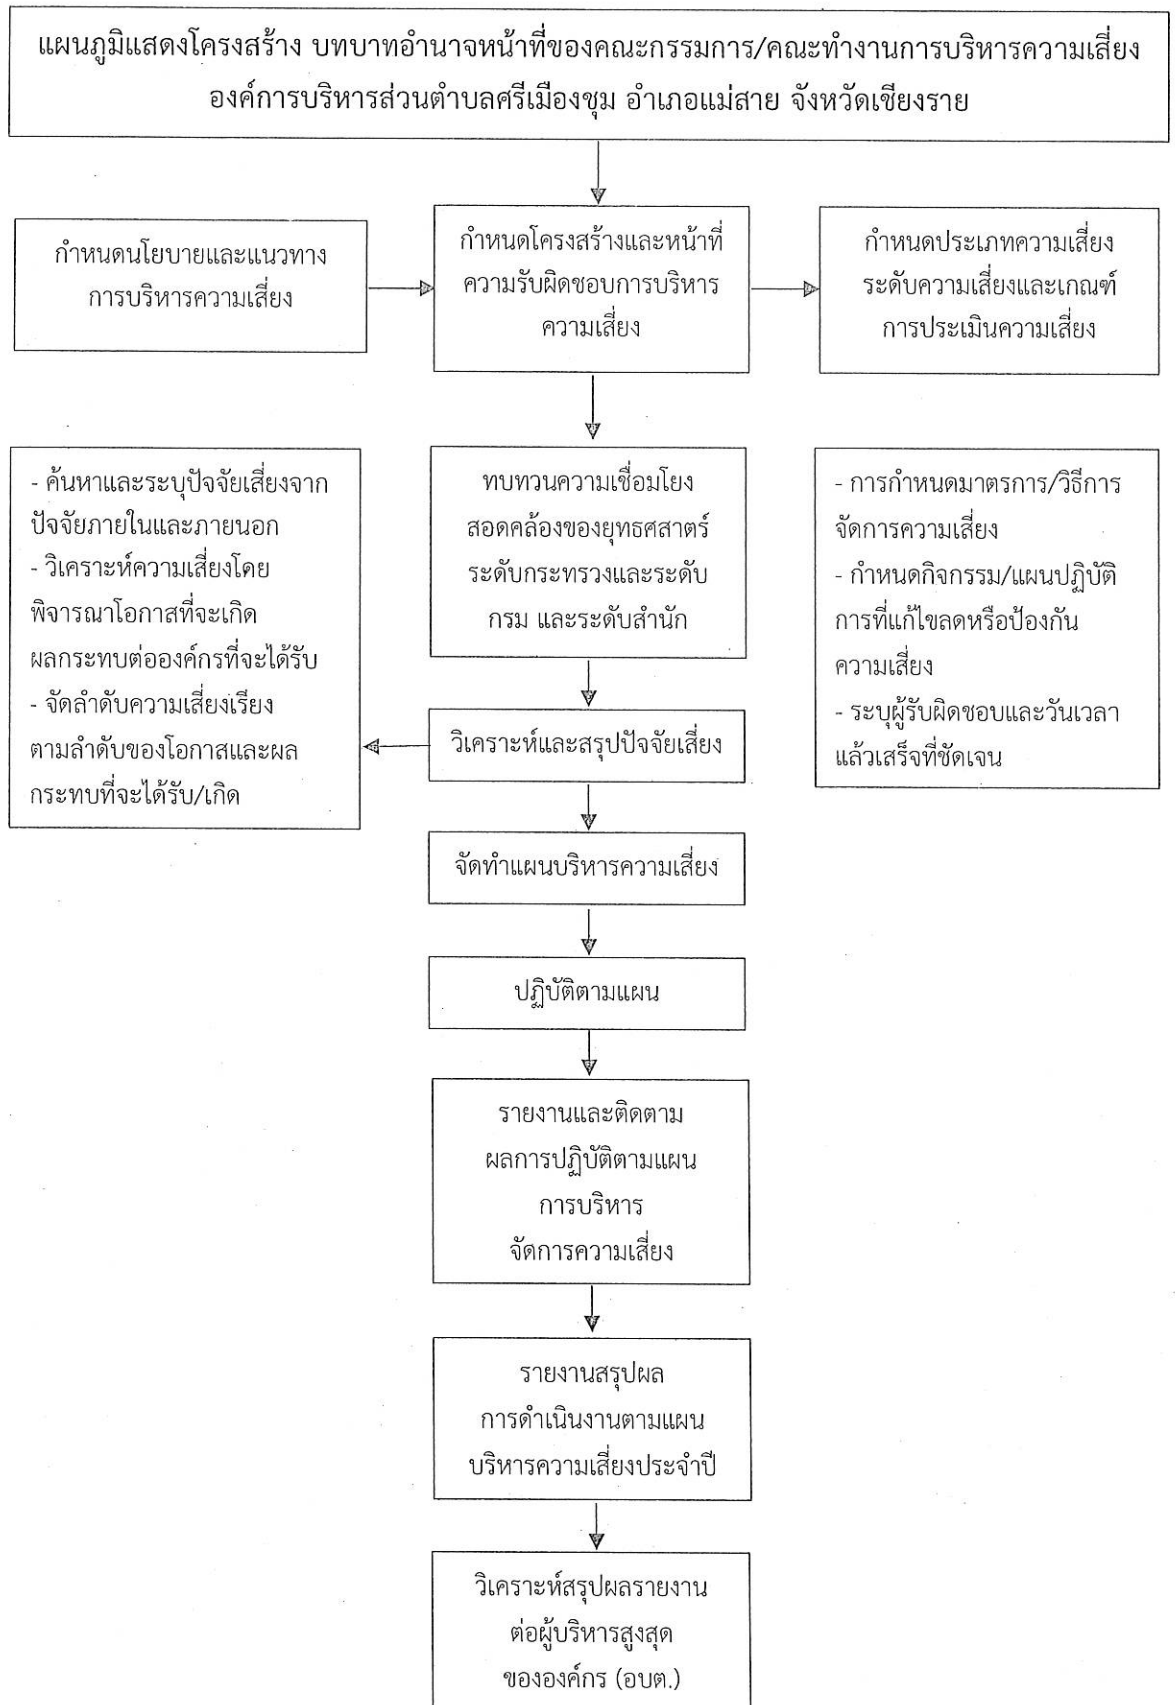 แผนภูมิแสดงโครงสร้าง บทบาทอำนาจหน้าที่ของคณะกรรมการ/คณะทำงานการบริหารความเสี่ยง
องค์การบริหารส่วนตำบลศรีเมืองชุม อำเภอแม่สาย จังหวัดเชียงราย
กำหนดนโยบายและแนวทาง
การบริหารความเสี่ยง
กำหนดโครงสร้างและหน้าที่
ความรับผิดชอบการบริหาร
ความเสี่ยง
กำหนดประเภทความเสี่ยง
ระดับความเสี่ยงและเกณฑ์
การประเมินความเสี่ยง
- ค้นหาและระบุปัจจัยเสี่ยงจาก
ปัจจัยภายในและภายนอก
- วิเคราะห์ความเสี่ยงโดย
พิจารณาโอกาสที่จะเกิด
ผลกระทบต่อองค์กรที่จะได้รับ
- จัดลำดับความเสี่ยงเรียง
ตามลำดับของโอกาสและผล
กระทบที่จะได้รับ/เกิด
ทบทวนความเชื่อมโยง
สอดคล้องของยุทธศสาตร์
ระดับกระทรวงและระดับ
กรม และระดับสำนัก
- การกำหนดมาตรการ/วิธีการ
จัดการความเสี่ยง
- กำหนดกิจกรรม/แผนปฏิบัติ
การที่แก้ไขลดหรือป้องกัน
ความเสี่ยง
- ระบุผู้รับผิดชอบและวันเวลา
แล้วเสร็จที่ชัดเจน
วิเคราะห์และสรุปปัจจัยเสี่ยง
จัดทำแผนบริหารความเสี่ยง
ปฏิบัติตามแผน
รายงานและติดตาม
ผลการปฏิบัติตามแผน
การบริหาร
จัดการความเสี่ยง
รายงานสรุปผล
การดำเนินงานตามแผน
บริหารความเสี่ยงประจำปี
วิเคราะห์สรุปผลรายงาน
ต่อผู้บริหารสูงสุด
ขององค์กร (อบต.)